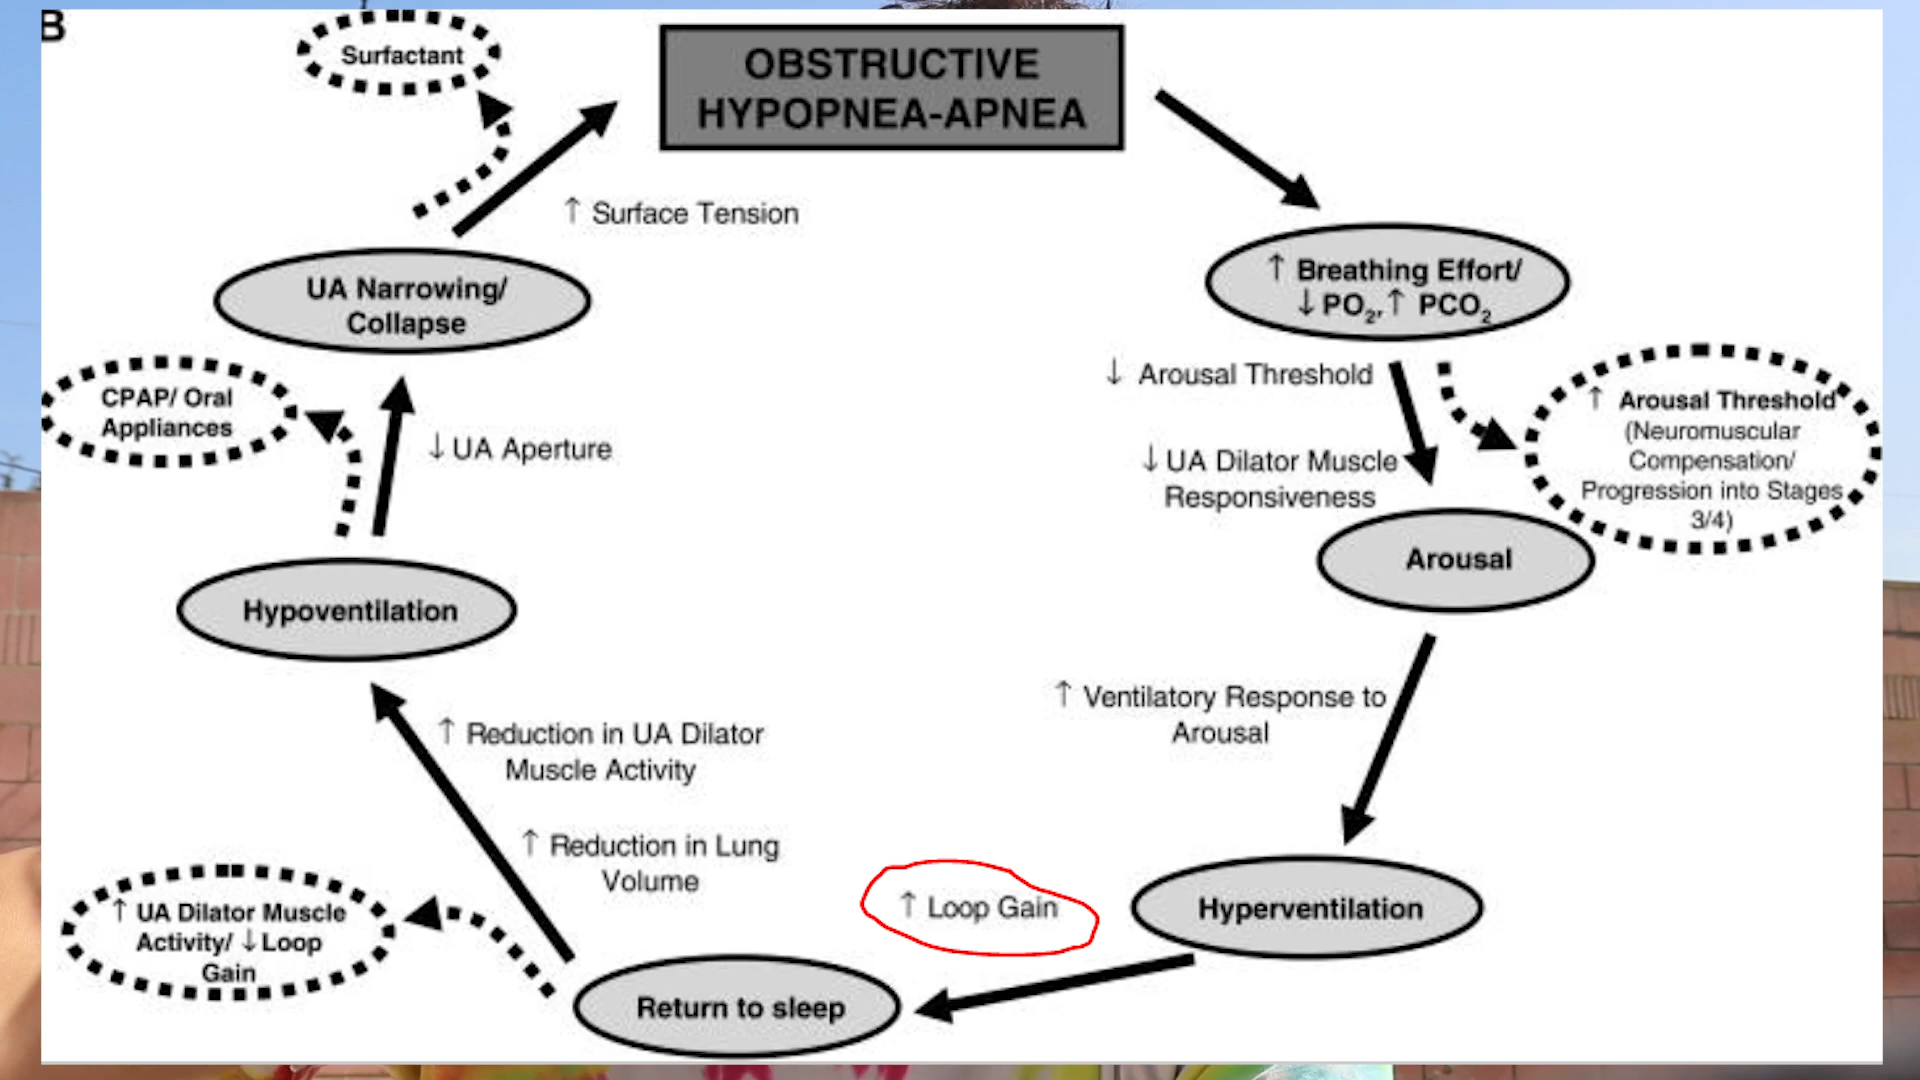 B
Surfactant
OBSTRUCTIVE
HYPOPNEA-APNEA
↑ Surface Tension
UA Narrowing/
Collapse
↑ Breathing Effort/
↓ PO₂, ↑ PCO₂
↓ Arousal Threshold
↓ UA Dilator Muscle
Responsiveness
↑ Arousal Threshold
(Neuromuscular
Compensation/
Progression into Stages
3/4)
CPAP/ Oral
Appliances
↓ UA Aperture
Arousal
Hypoventilation
↑ Ventilatory Response to
Arousal
↑ Reduction in UA Dilator
Muscle Activity
↑ Reduction in Lung
Volume
↑ Loop Gain
Hyperventilation
↑ UA Dilator Muscle
Activity/ ↓ Loop
Gain
Return to sleep